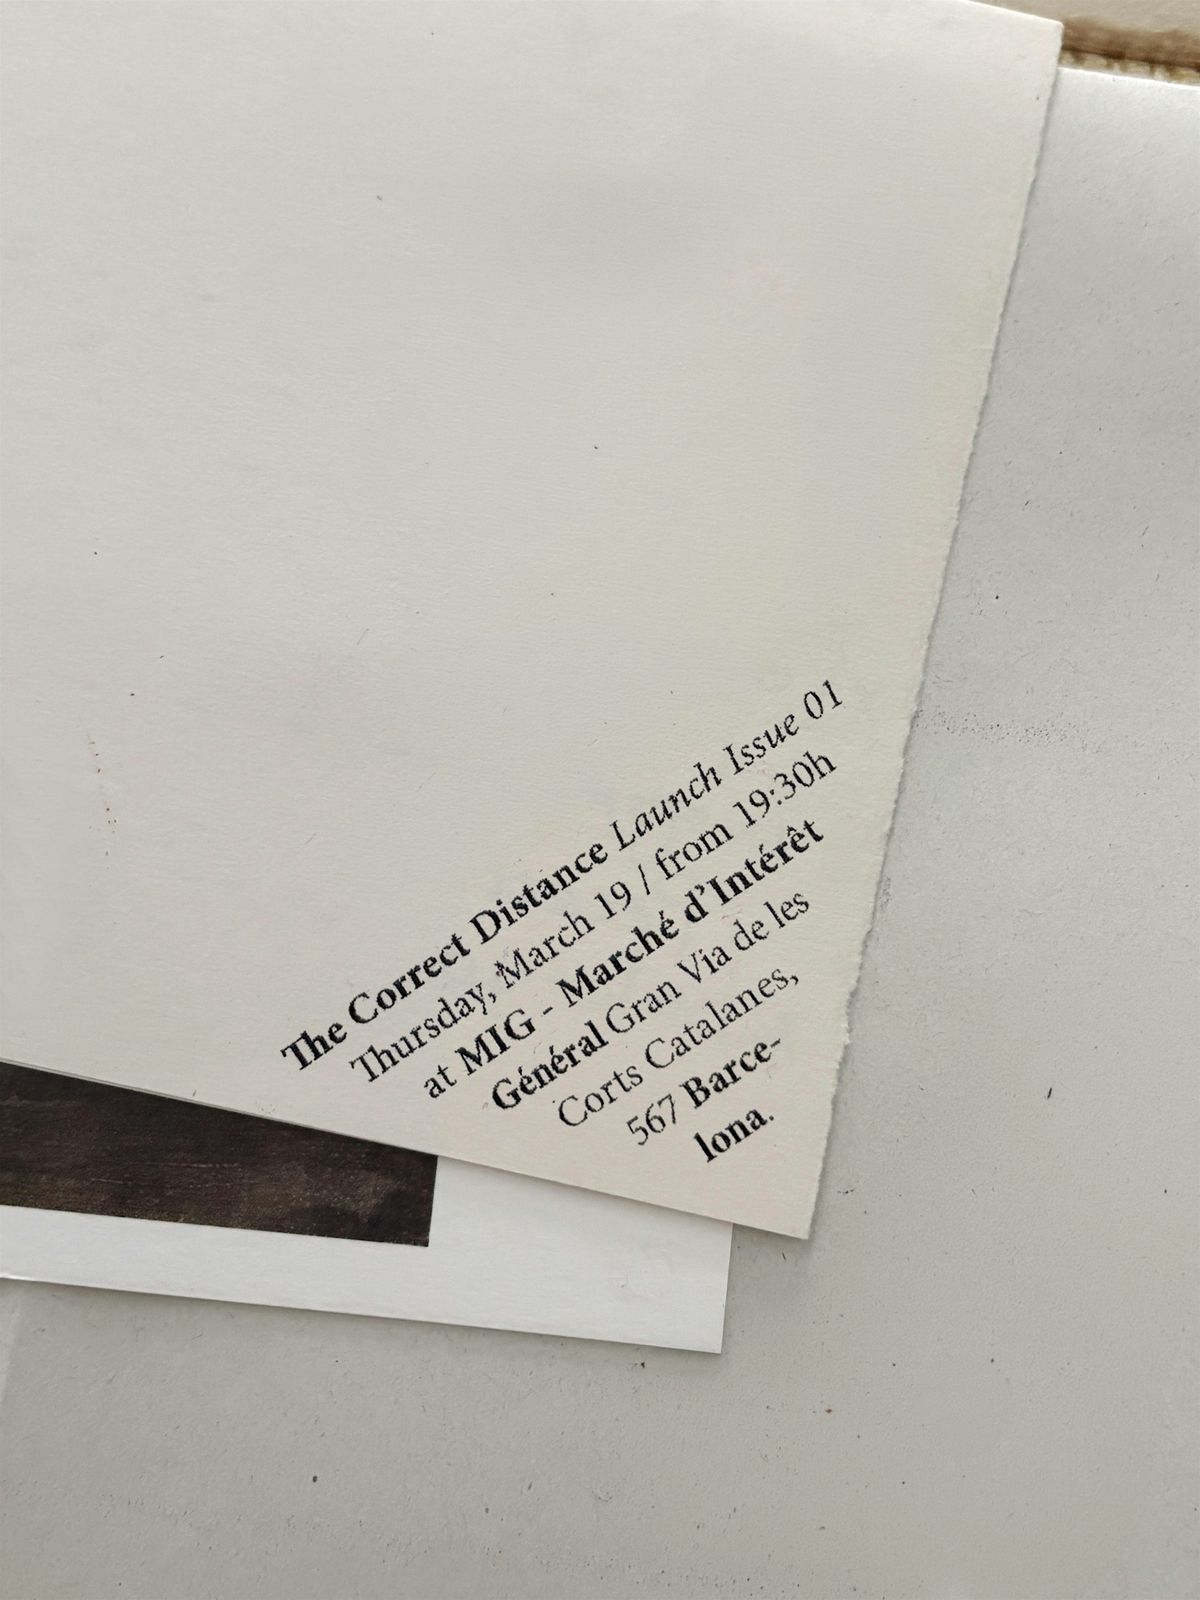 The Correct Distance Launch Issue 01
Thursday, March 19 / from 19:30h
at MIG - Marché d’Intérêt
Général Gran Via de les
Corts Catalanes,
567 Barce-
lona.